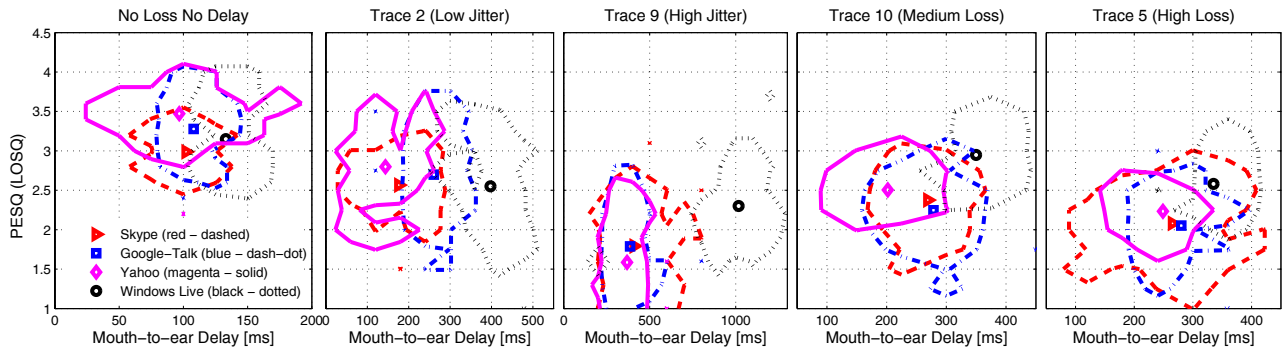 No Loss No Delay
Trace 2 (Low Jitter)
Trace 9 (High Jitter)
Trace 10 (Medium Loss)
Trace 5 (High Loss)
PESQ (LOSQ)
4.5
4
3.5
3
2.5
2
1.5
1
Skype (red − dashed)
Google−Talk (blue − dash−dot)
Yahoo (magenta − solid)
Windows Live (black − dotted)
0 50 100 150 200
0 100 200 300 400 500
0 500 1000
100 200 300 400
100 200 300 400
Mouth−to−ear Delay [ms]
Mouth−to−ear Delay [ms]
Mouth−to−ear Delay [ms]
Mouth−to−ear Delay [ms]
Mouth−to−ear Delay [ms]